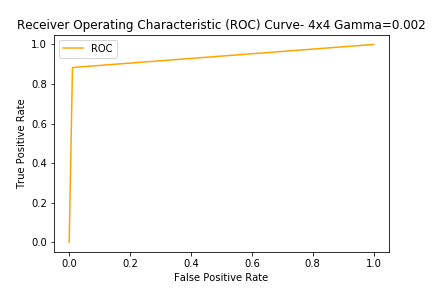 Receiver Operating Characteristic (ROC) Curve- 4x4 Gamma=0.002
ROC
1.0
0.8
0.6
0.4
0.2
0.0
True Positive Rate
0.0 0.2 0.4 0.6 0.8 1.0
False Positive Rate